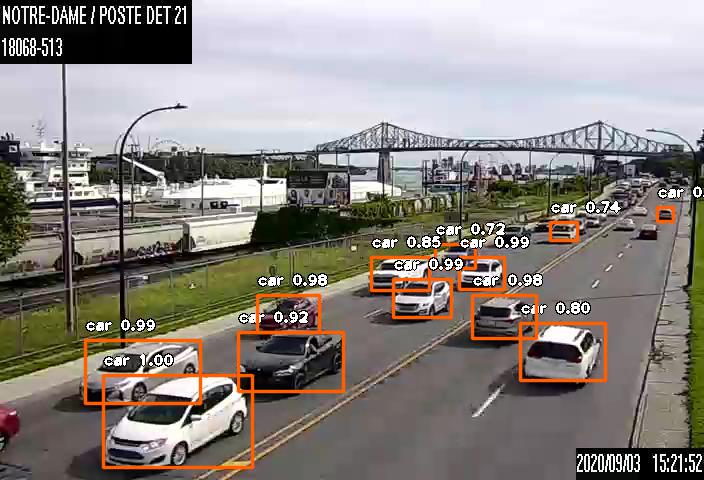 NOTRE-DAME / POSTE DET 21
18068-513
car 0.
car 0.74
car 0.72
car 0.85
car 0.99
car 0.99
car 0.98
car 0.98
car 0.92
car 0.80
car 0.99
car 1.00
2020/09/03 15:21:52